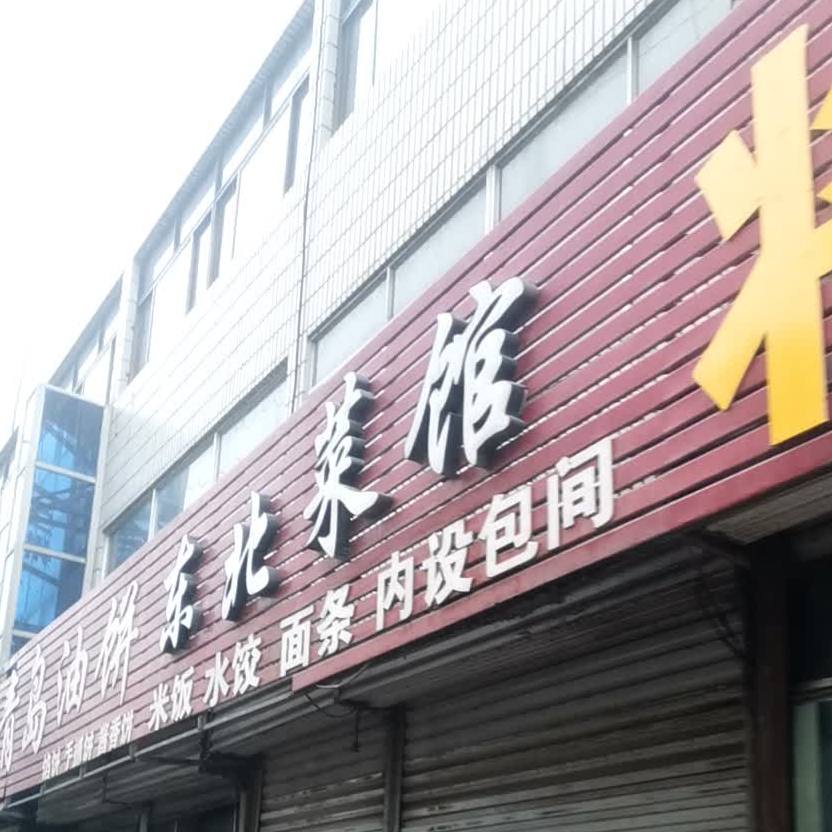 青岛油饼
东北菜馆
米饭 水饺 面条 内设包间